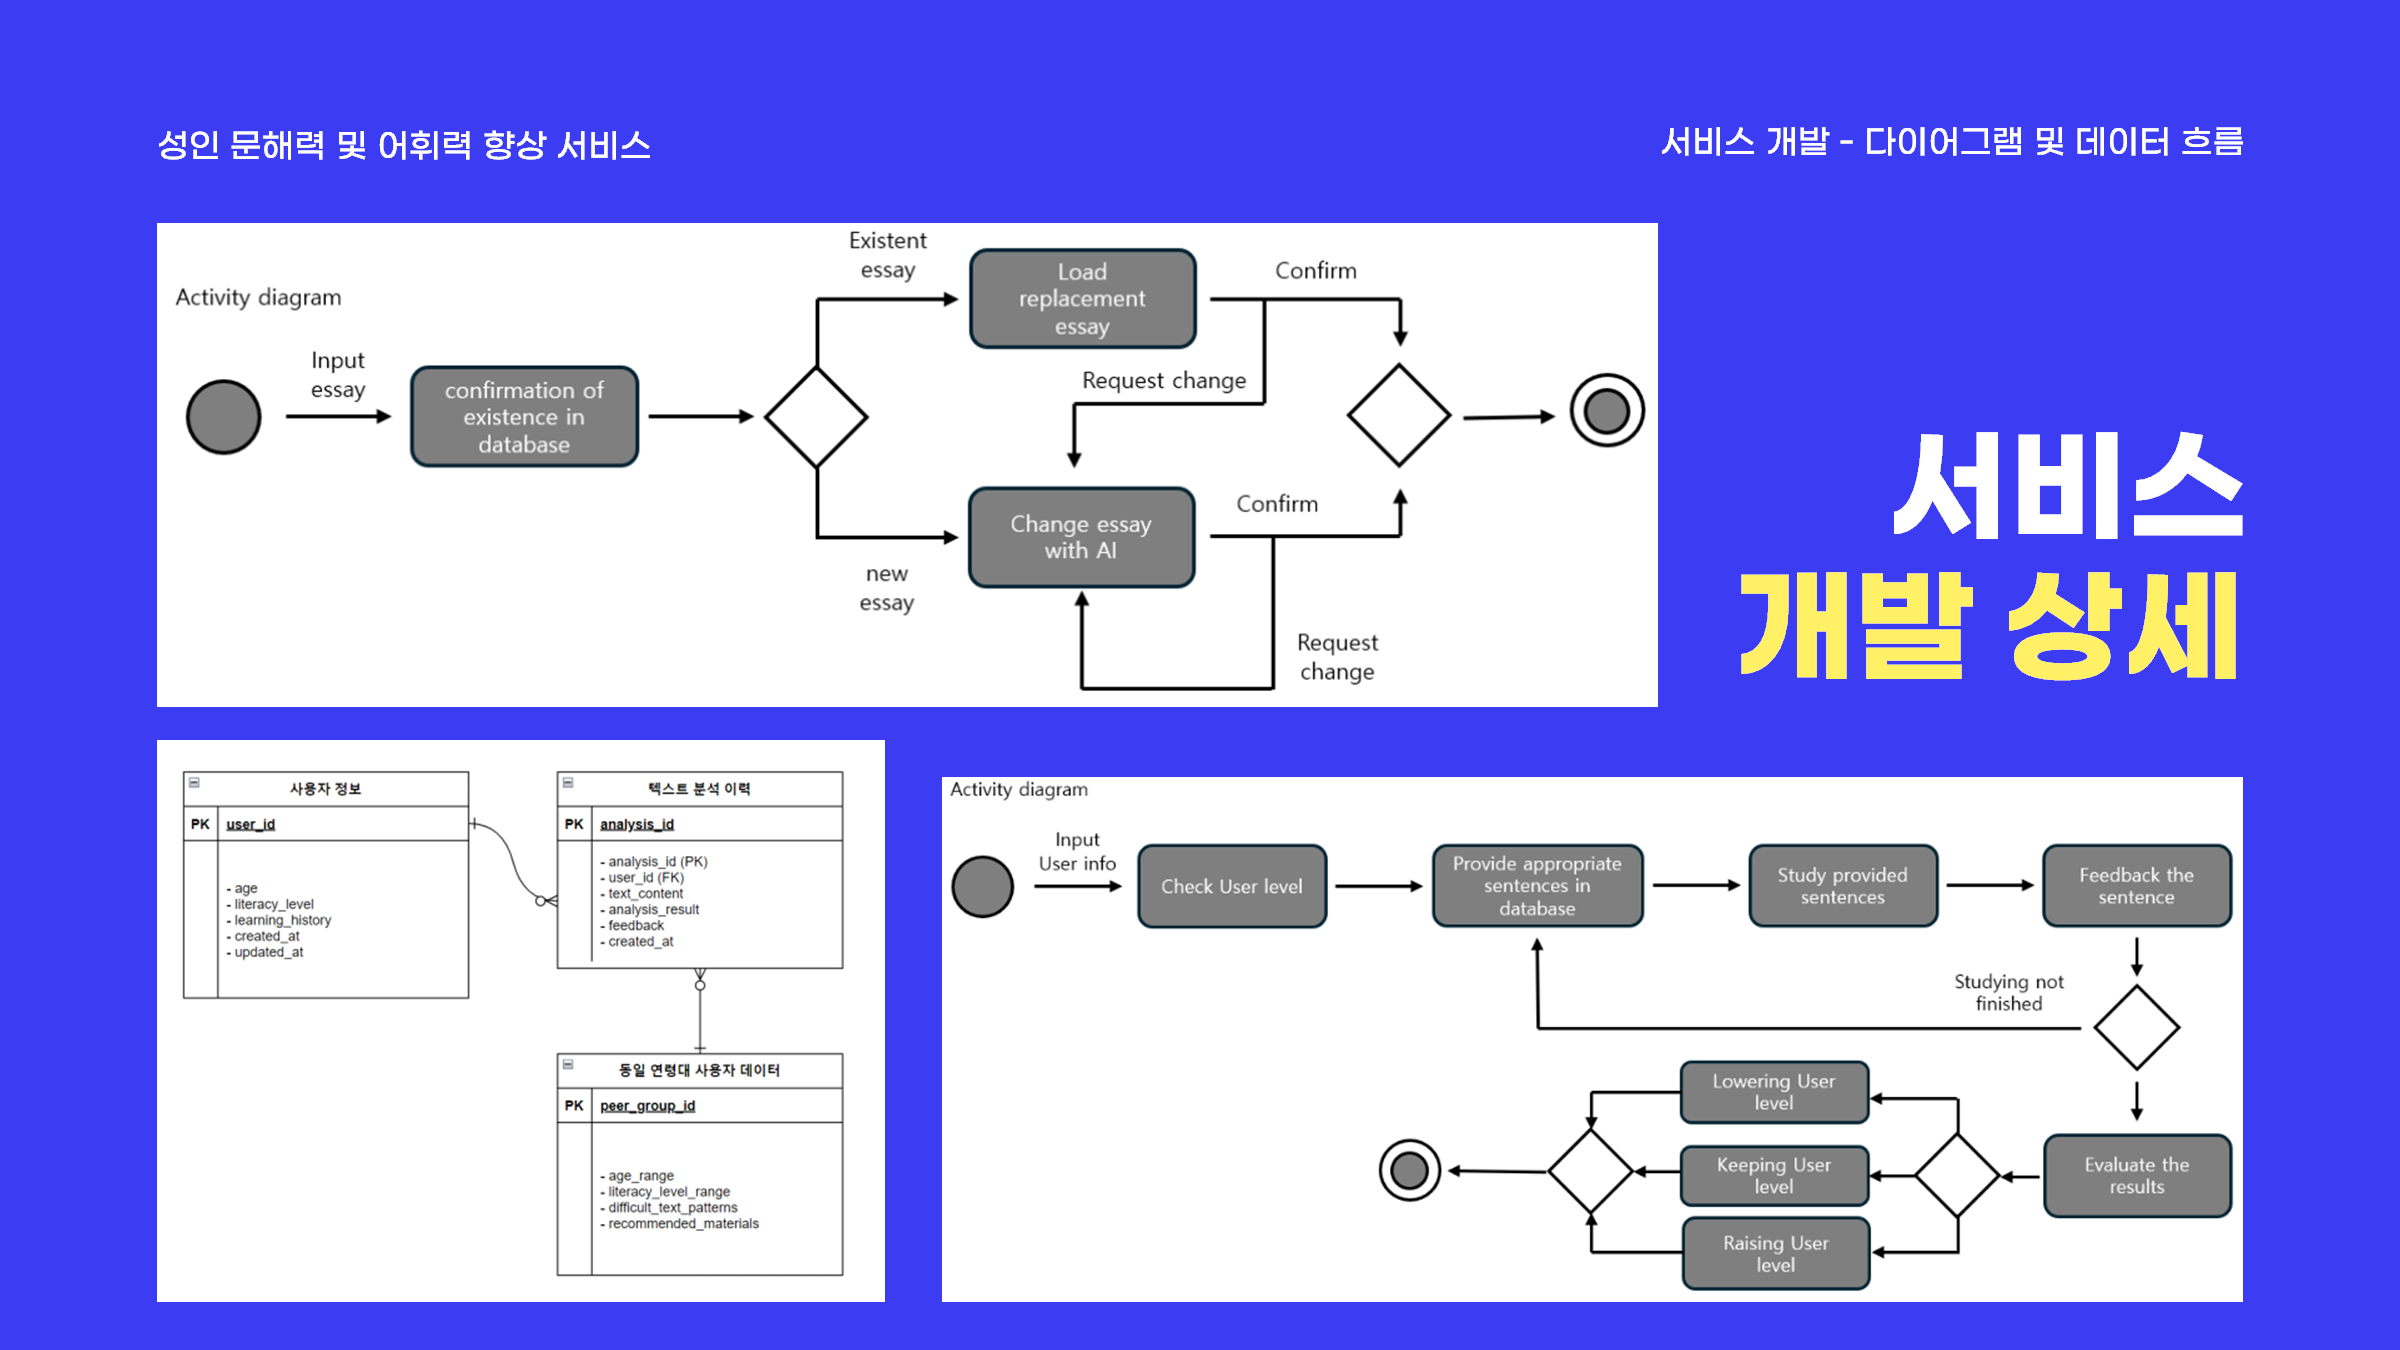 성인 문해력 및 어휘력 향상 서비스
서비스 개발 - 다이어그램 및 데이터 흐름
서비스
개발 상세
Activity diagram
Input
essay
confirmation of
existence in
database
Existent
essay
new
essay
Load
replacement
essay
Confirm
Request change
Change essay
with AI
Confirm
Request
change
사용자 정보
PK user_id
- age
- literacy_level
- learning_history
- created_at
- updated_at
텍스트 분석 이력
PK analysis_id
- analysis_id (PK)
- user_id (FK)
- text_content
- analysis_result
- feedback
- created_at
동일 연령대 사용자 데이터
PK peer_group_id
- age_range
- literacy_level_range
- difficult_text_patterns
- recommended_materials
Activity diagram
Input
User info
Check User level
Provide appropriate
sentences in
database
Study provided
sentences
Feedback the
sentence
Studying not
finished
Evaluate the
results
Lowering User
level
Keeping User
level
Raising User
level